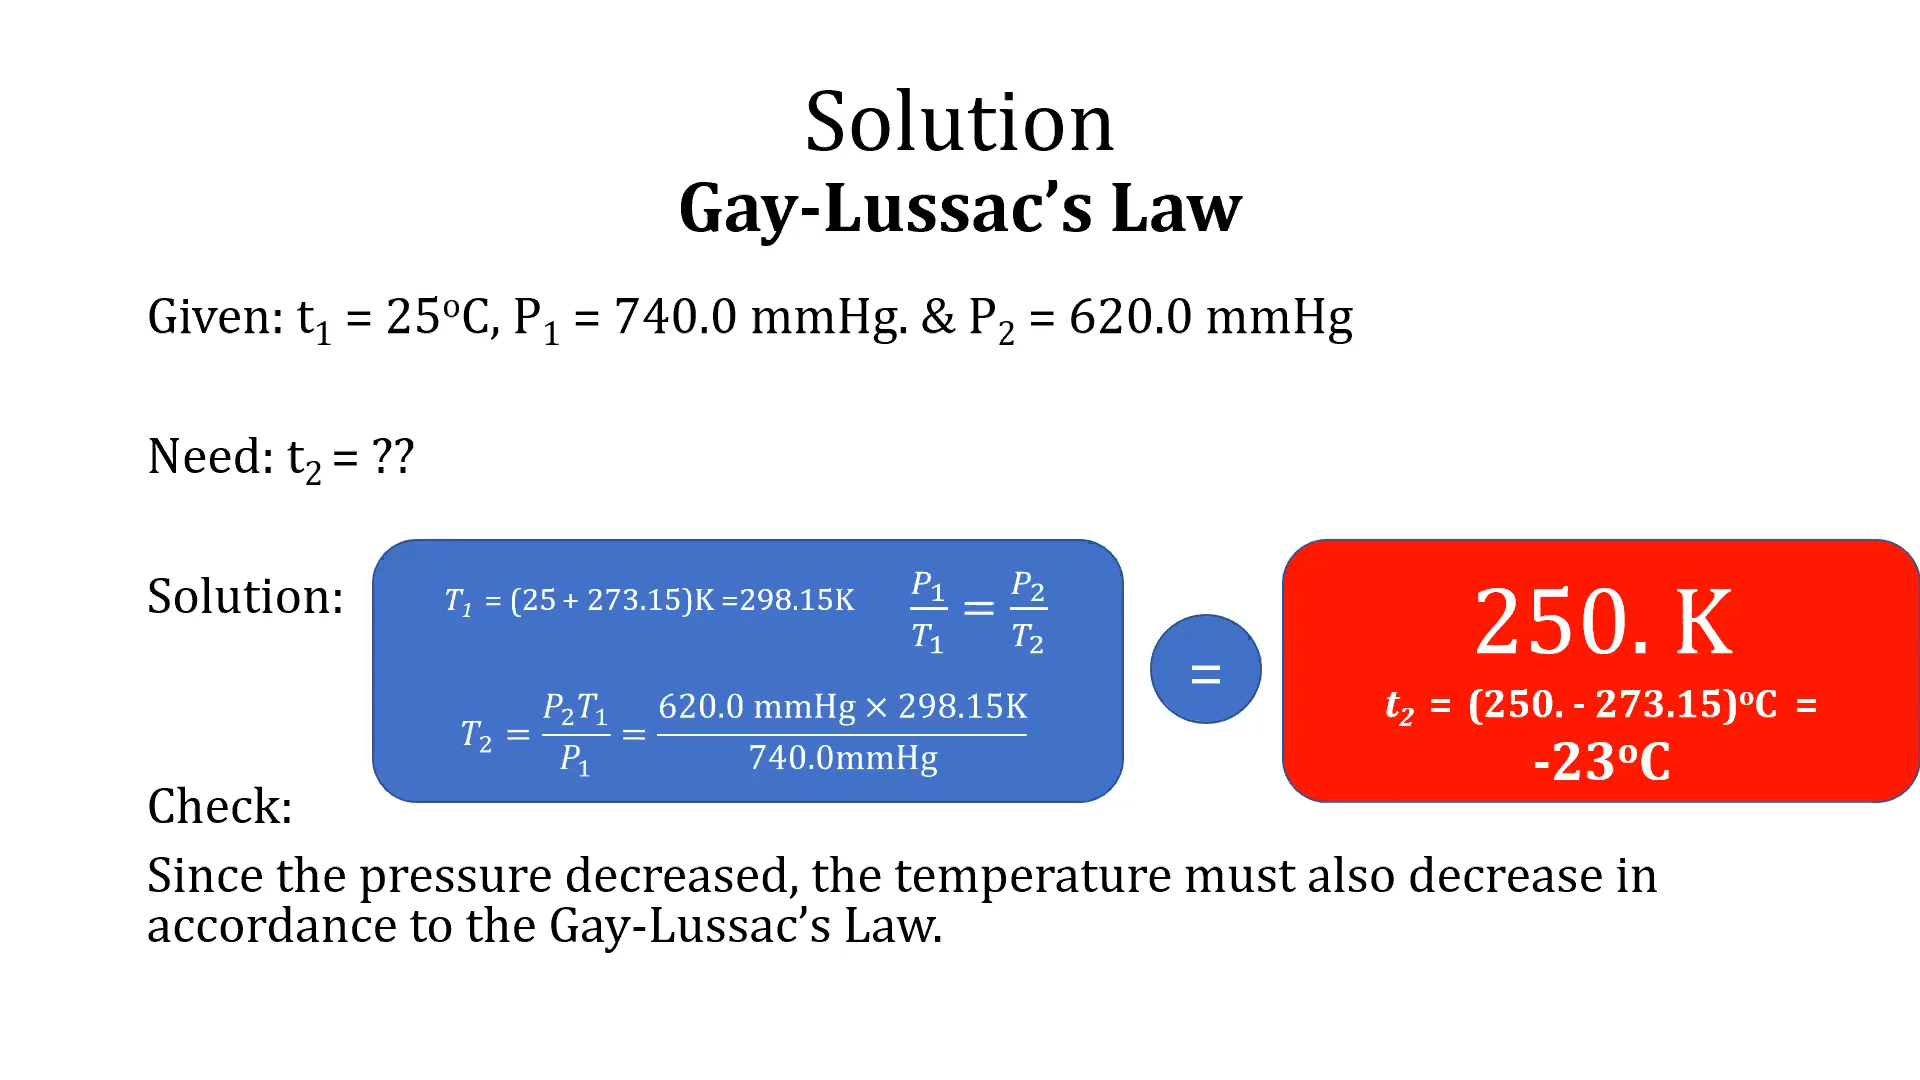 Solution
Gay-Lussac’s Law
Given: t₁ = 25ᵒC, P₁ = 740.0 mmHg. & P₂ = 620.0 mmHg
Need: t₂ = ??
Solution:
T₁ = (25 + 273.15)K =298.15K
P₁/T₁ = P₂/T₂
T₂ = P₂T₁/P₁ = 620.0 mmHg × 298.15K/740.0mmHg
=
250. K
t₂ = (250. - 273.15)ᵒC =
-23ᵒC
Check:
Since the pressure decreased, the temperature must also decrease in
accordance to the Gay-Lussac’s Law.